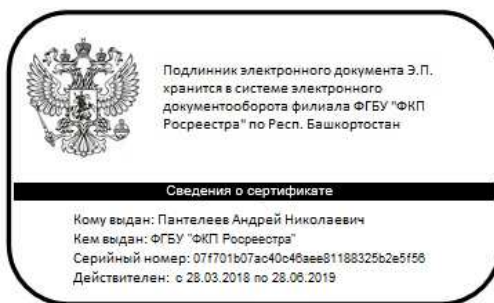 Подлинник электронного документа Э.П.
хранится в системе электронного
документооборота филиала ФГБУ "ФКП
Росреестра" по Респ. Башкортостан
Сведения о сертификате
Кому выдан: Пантелеев Андрей Николаевич
Кем выдан: ФГБУ "ФКП Росреестра"
Серийный номер: 07f701b07ac40c46aee81188325b2e5f56
Действителен: с 28.03.2018 по 28.06.2019